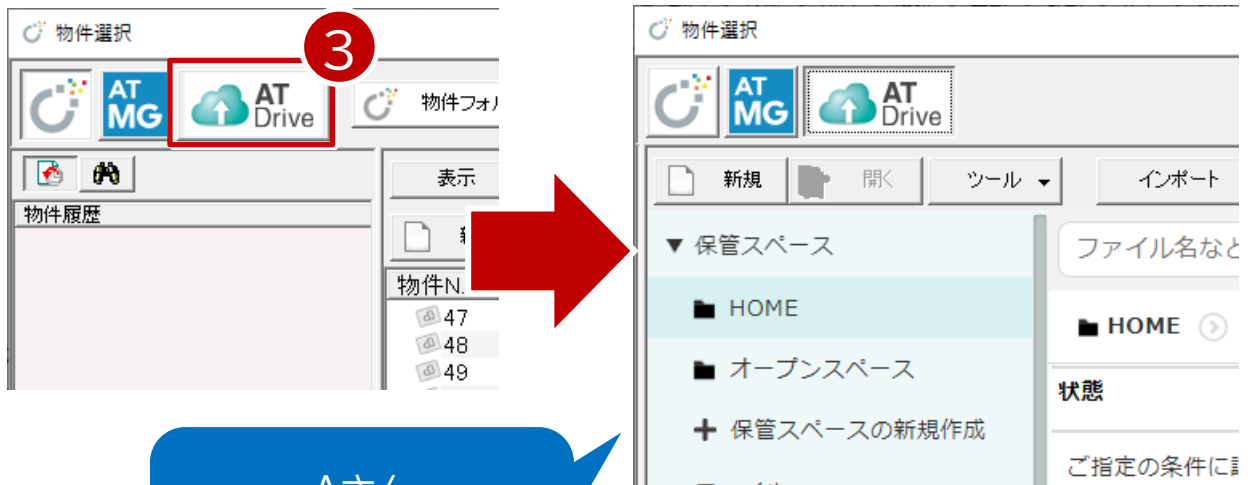 物件選択
3
AT
MG
AT
Drive
物件フォル
表示
物件履歴
物件N.
47
48
49
物件選択
AT
MG
AT
Drive
新規
開く
ツール
インポート
▼ 保管スペース
ファイル名など
HOME
HOME
オープンスペース
状態
+ 保管スペースの新規作成
ご指定の条件に